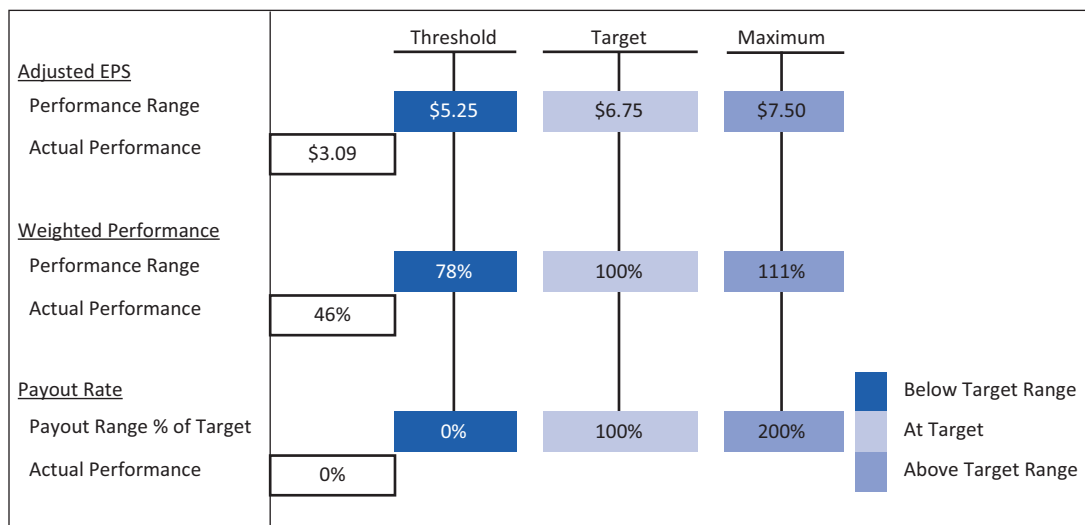 Threshold Target Maximum
Adjusted EPS
Performance Range $5.25 $6.75 $7.50
Actual Performance $3.09
Weighted Performance
Performance Range 78% 100% 111%
Actual Performance 46%
Payout Rate
Below Target Range
Payout Range % of Target 0% 100% 200% At Target
Actual Performance 0%
Above Target Range